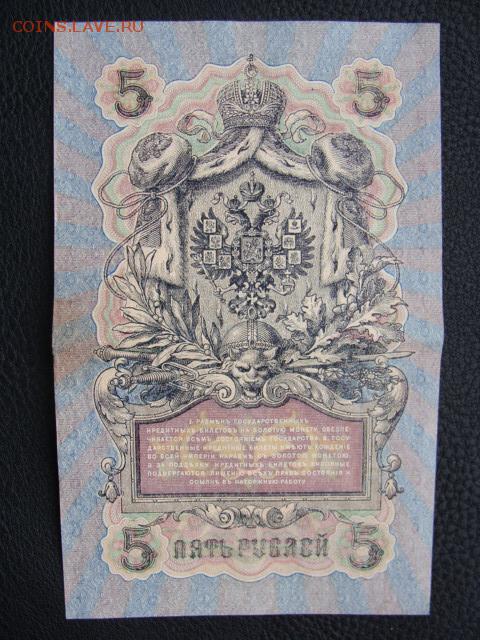 COINS.LAVE.RU
5 5
1. РАЗМѢНЪ ГОСУДАРСТВЕННЫХЪ
КРЕДИТНЫХЪ БИЛЕТОВЪ НА ЗОЛОТУЮ МОНЕТУ ОБЕЗПЕ-
ЧИВАЕТСЯ ВСѢМЪ ДОСТОЯНІЕМЪ ГОСУДАРСТВА. 2. ГОСУ-
ДАРСТВЕННЫЕ КРЕДИТНЫЕ БИЛЕТЫ ИМѢЮТЪ ХОЖДЕНІЕ
ВО ВСЕЙ ИМПЕРІИ НАРАВНѢ СЪ ЗОЛОТОЮ МОНЕТОЮ.
3. ЗА ПОДДѢЛКУ КРЕДИТНЫХЪ БИЛЕТОВЪ ВИНОВНЫЕ
ПОДВЕРГАЮТСЯ ЛИШЕНІЮ ВСѢХЪ ПРАВЪ СОСТОЯНІЯ И
ССЫЛКѢ ВЪ КАТОРЖНУЮ РАБОТУ.
5 ПЯТЬ РУБЛЕЙ 5